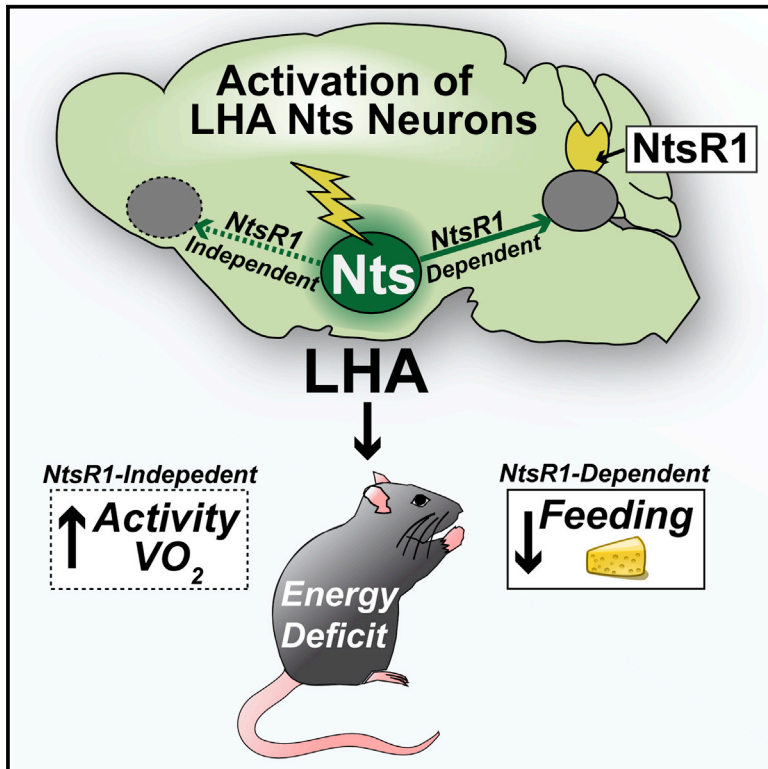 Activation of
LHA Nts Neurons
NtsR1
NtsR1
Independent
Nts
NtsR1
Dependent
LHA
NtsR1-Indepedent
↑ Activity
VO₂
NtsR1-Dependent
↓ Feeding
Energy
Deficit